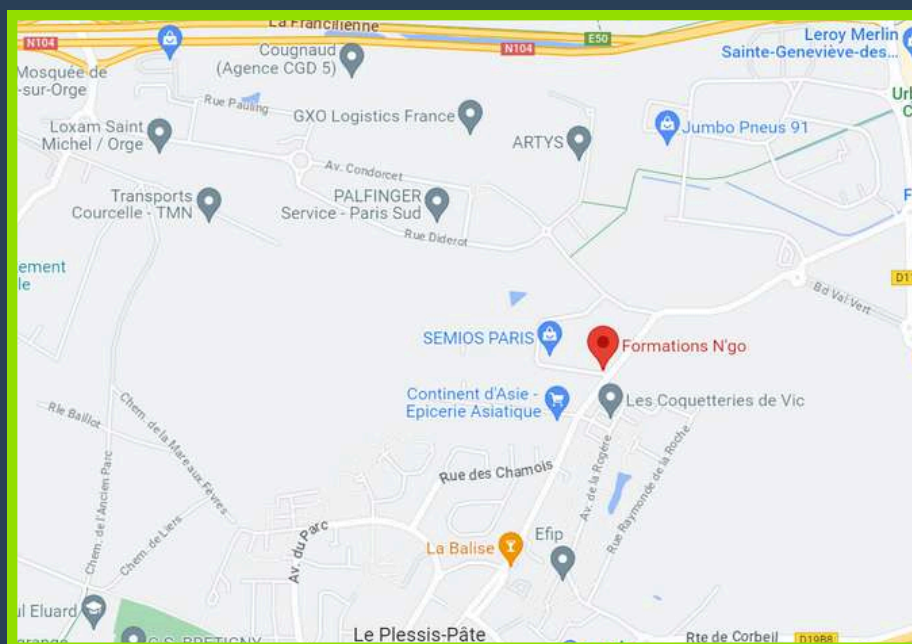 La Francilienne
N104
N104
E50
Leroy Merlin
Sainte-Geneviève-des...
Cougnaud
(Agence CGD 5)
Mosquée de
-sur-Orge
Rue Pauling
GXO Logistics France
Loxam Saint
Michel / Orge
ARTYS
Jumbo Pneus 91
Av. Condorcet
Transports
Courcelle - TMN
PALFINGER
Service - Paris Sud
Rue Diderot
ement
le
Bd Val Vert
SEMIOS PARIS
Formations N'go
Continent d'Asie -
Epicerie Asiatique
Les Coquetteries de Vic
Rle Baillot
Chem. de la Mare aux Fèvres
Chem. de l'Ancien Parc
Rue des Chamois
Av. de la Rogère
Rue Raymonde de la Roche
Chem. de Liers
Av. du Parc
La Balise
Efip
ul Eluard
Le Plessis-Pâte
Rte de Corbeil
D19B8